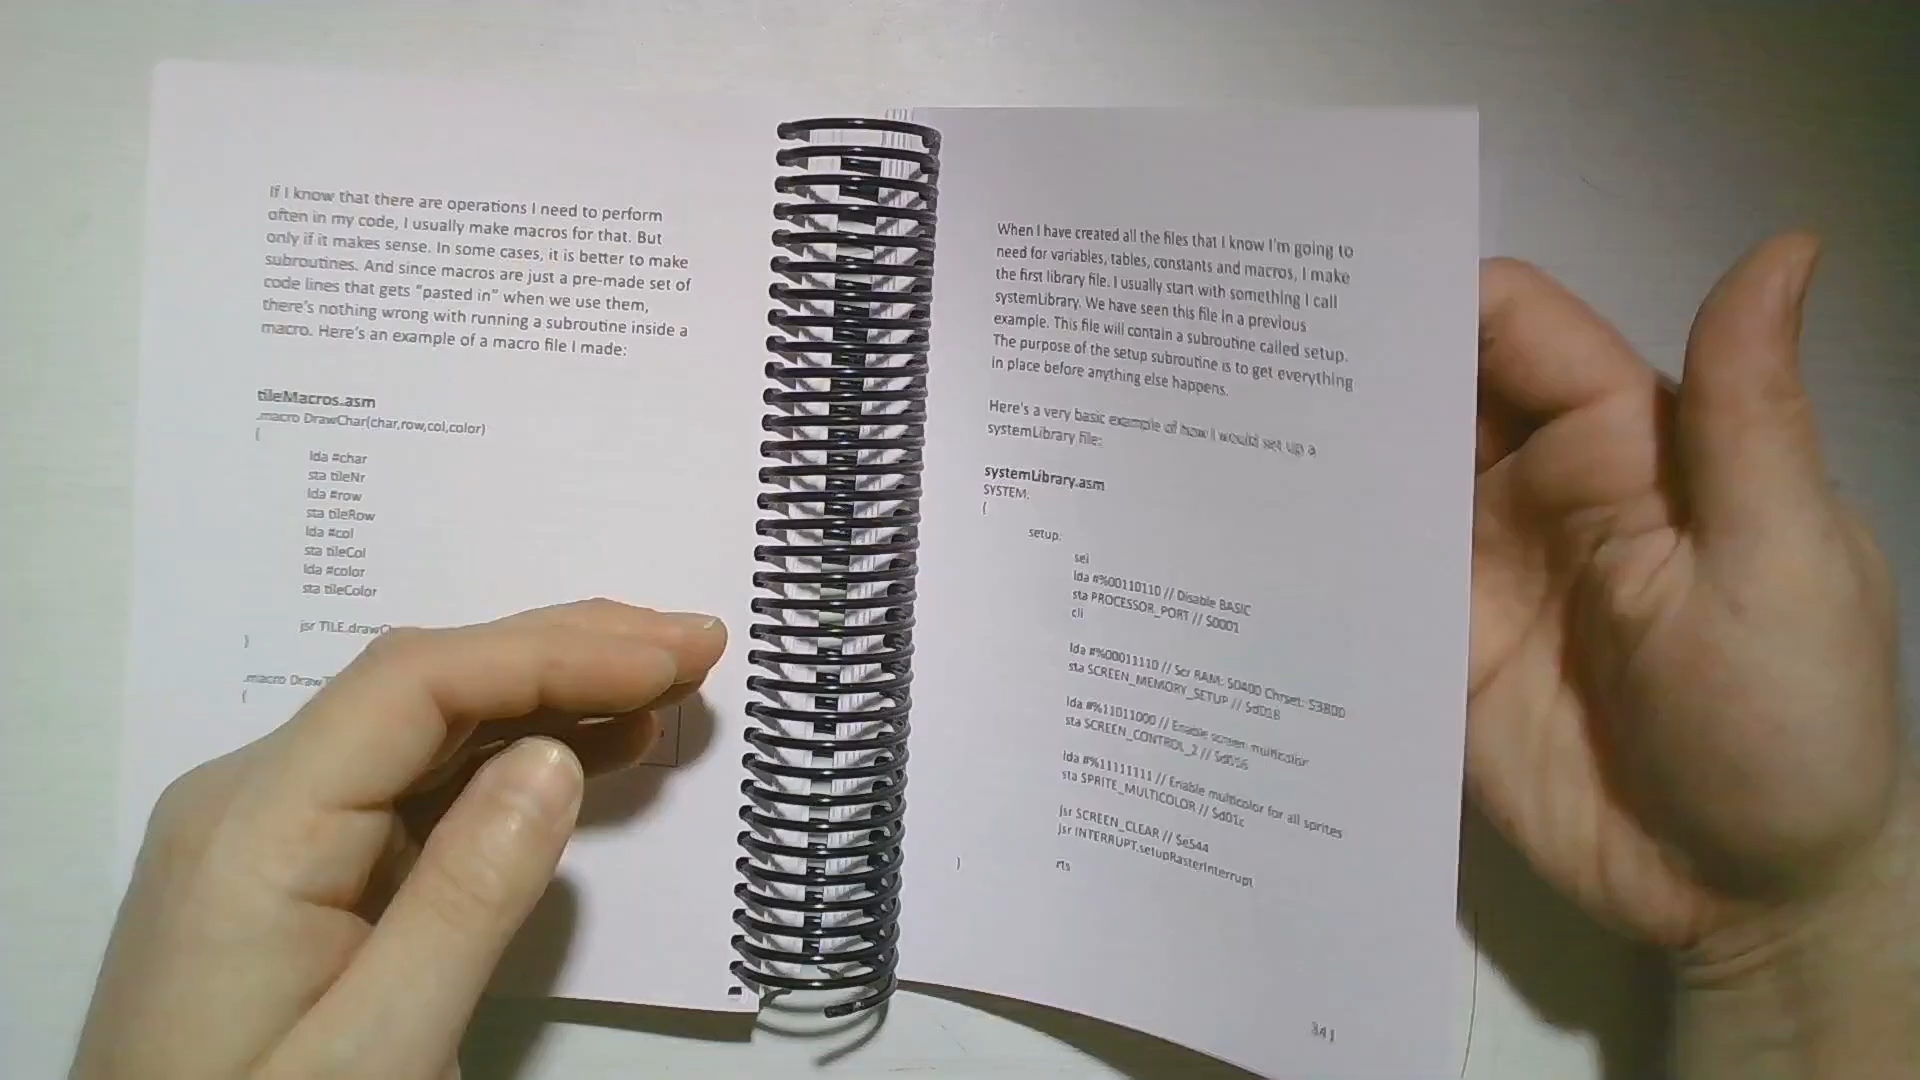 If I know that there are operations I need to perform
often in my code, I usually make macros for that. But
only if it makes sense. In some cases, it is better to make
subroutines. And since macros are just a pre-made set of
code lines that gets “pasted in” when we use them,
there’s nothing wrong with running a subroutine inside a
macro. Here’s an example of a macro file I made:
tileMacros.asm
.macro DrawChar(char,row,col,color)
{
lda #char
sta tileNr
lda #row
sta tileRow
lda #col
sta tileCol
lda #color
sta tileColor
jsr
}
.macro
{
When I have created all the files that I know I’m going to
need for variables, tables, constants and macros, I make
the first library file. I usually start with something I call
systemLibrary. We have seen this file in a previous
example. This file will contain a subroutine called setup.
The purpose of the setup subroutine is to get everything
in place before anything else happens.
Here’s a very basic example of how I would set up a
systemLibrary file:
systemLibrary.asm
SYSTEM:
{
setup:
sei
lda #%00110110 // Disable BASIC
sta PROCESSOR_PORT // $0001
cli
lda #%00011110 // Scr RAM: $0400 Chrset: $3800
sta SCREEN_MEMORY_SETUP // $d018
lda #%11011000 // Enable screen multicolor
sta SCREEN_CONTROL_2 // $d016
lda #%11111111 // Enable multicolor for all sprites
sta SPRITE_MULTICOLOR // $d01c
jsr SCREEN_CLEAR // $e544
jsr INTERRUPT.setupRasterInterrupt
rts
}
341